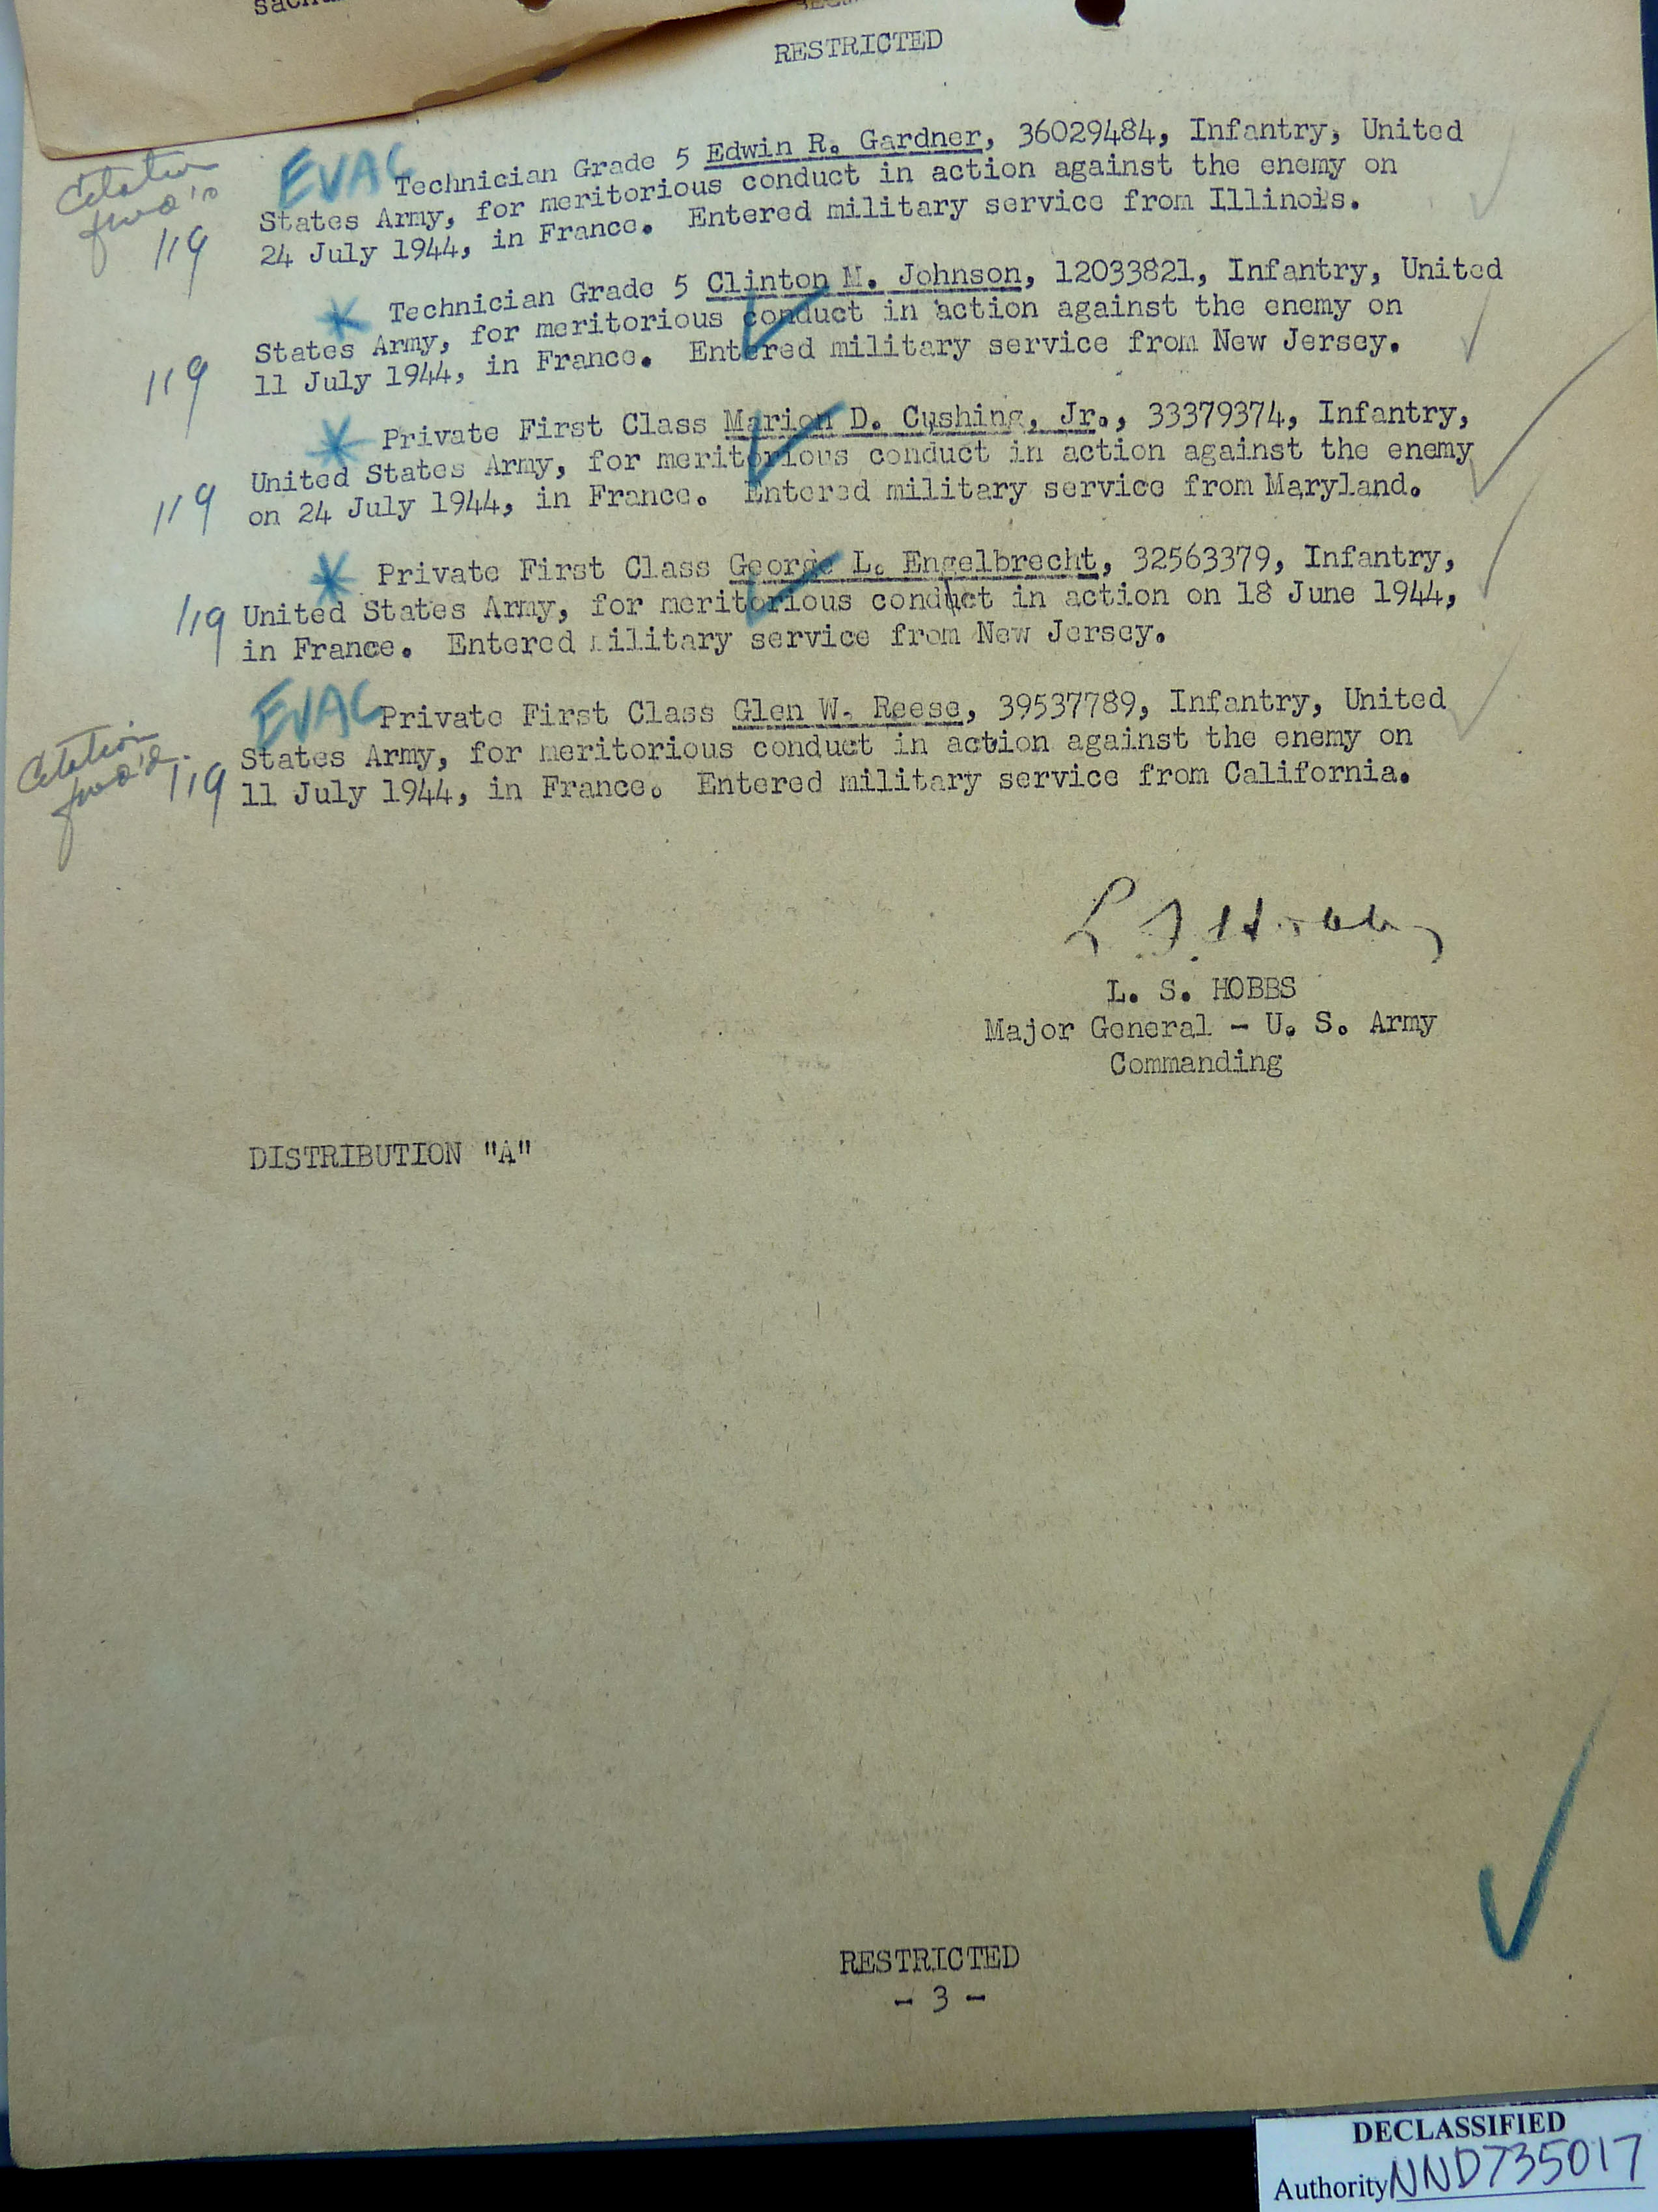 RESTRICTED
Citation
fwd'd
EVAC
Technician Grade 5 Edwin R. Gardner, 36029484, Infantry, United
States Army, for meritorious conduct in action against the enemy on
119 24 July 1944, in France. Entered military service from Illinois.
Technician Grade 5 Clinton M. Johnson, 12033821, Infantry, United
States Army, for meritorious conduct in action against the enemy on
119 11 July 1944, in France. Entered military service from New Jersey.
Private First Class Marion D. Cushing, Jr., 33379374, Infantry,
United States Army, for meritorious conduct in action against the enemy
119 on 24 July 1944, in France. Entered military service from Maryland.
Private First Class George L. Engelbrecht, 32563379, Infantry,
119 United States Army, for meritorious conduct in action on 18 June 1944,
in France. Entered military service from New Jersey.
EVAC
Private First Class Glen W. Reese, 39537789, Infantry, United
Citation
fwd'd.
States Army, for meritorious conduct in action against the enemy on
119 11 July 1944, in France. Entered military service from California.
L S Hobbs
L. S. HOBBS
Major General - U. S. Army
Commanding
DISTRIBUTION "A"
RESTRICTED
- 3 -
DECLASSIFIED
Authority NND735017